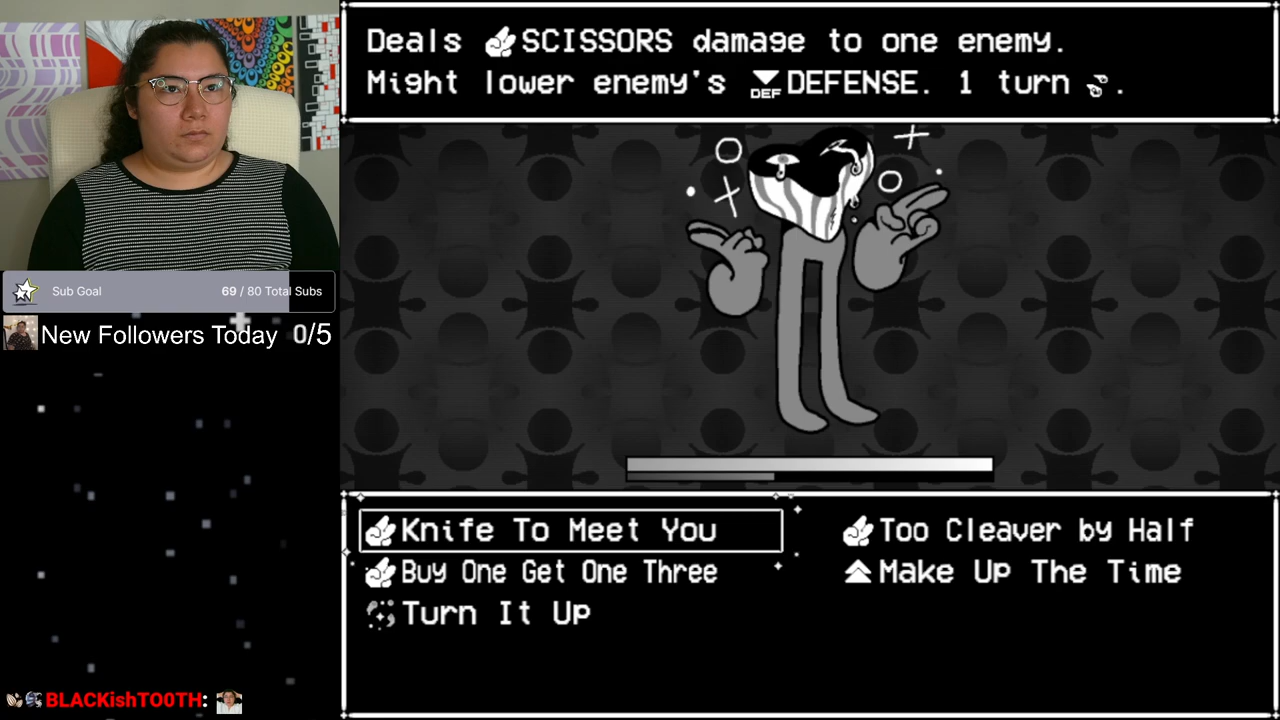 Deals SCISSORS damage to one enemy.
Might lower enemy's DEF DEFENSE. 1 turn .
Sub Goal 69 / 80 Total Subs
New Followers Today 0/5
Knife To Meet You
Too Cleaver by Half
Buy One Get One Three
Make Up The Time
Turn It Up
BLACKishTO0TH: